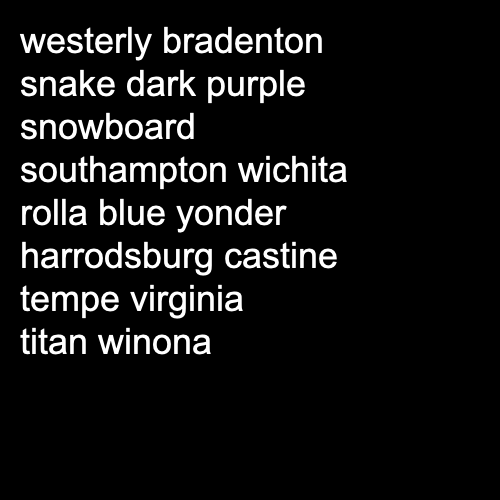 westerly bradenton
snake dark purple
snowboard
southampton wichita
rolla blue yonder
harrodsburg castine
tempe virginia
titan winona